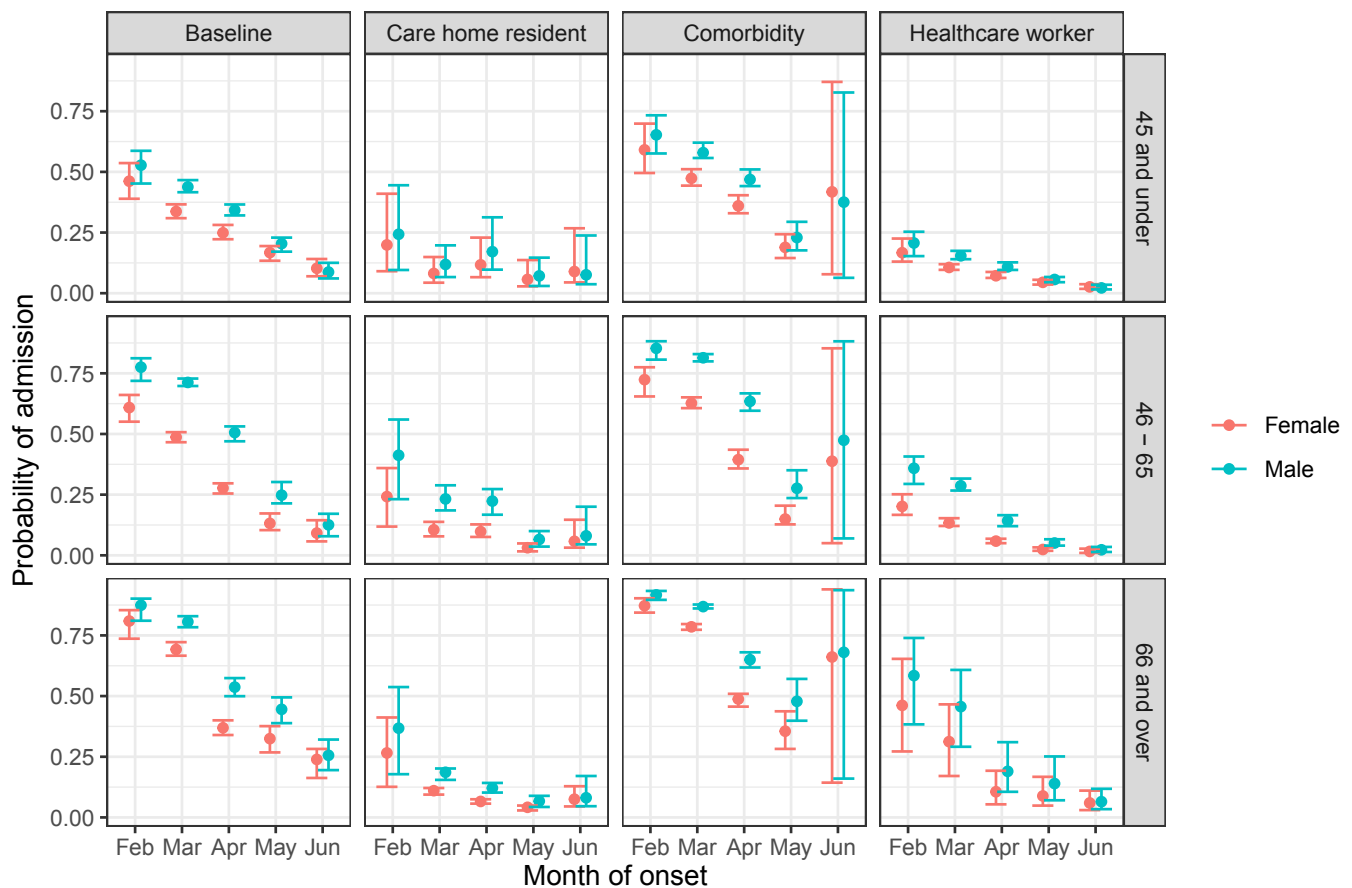 Baseline Care home resident Comorbidity Healthcare worker
Probability of admission
0.75
0.50
0.25
0.00
45 and under
0.75
0.50
0.25
0.00
46 – 65
0.75
0.50
0.25
0.00
66 and over
Feb Mar Apr May Jun Feb Mar Apr May Jun Feb Mar Apr May Jun Feb Mar Apr May Jun
Month of onset
Female
Male